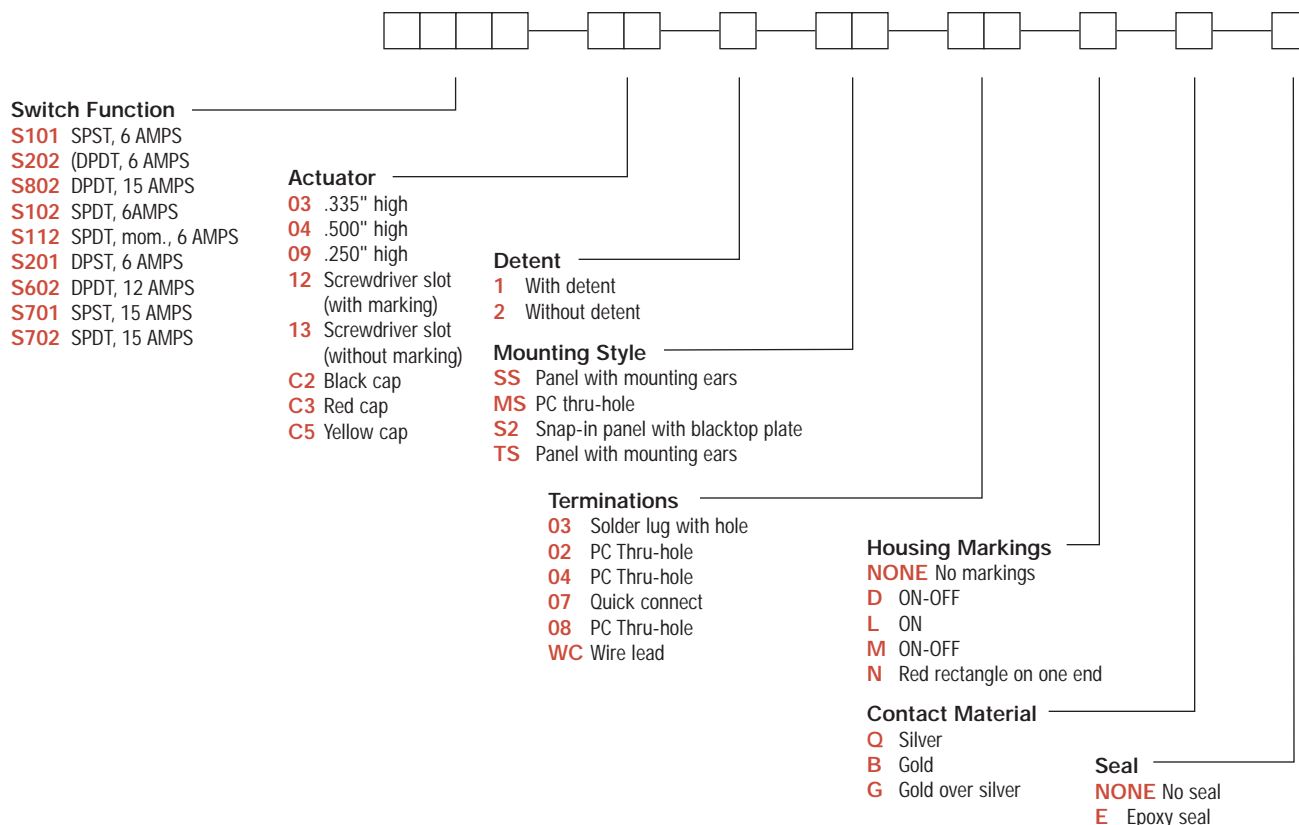 Switch Function
S101 SPST, 6 AMPS
S202 (DPDT, 6 AMPS
S802 DPDT, 15 AMPS
S102 SPDT, 6AMPS
S112 SPDT, mom., 6 AMPS
S201 DPST, 6 AMPS
S602 DPDT, 12 AMPS
S701 SPST, 15 AMPS
S702 SPDT, 15 AMPS
Actuator
03 .335" high
04 .500" high
09 .250" high
12 Screwdriver slot
(with marking)
13 Screwdriver slot
(without marking)
C2 Black cap
C3 Red cap
C5 Yellow cap
Detent
1 With detent
2 Without detent
Mounting Style
SS Panel with mounting ears
MS PC thru-hole
S2 Snap-in panel with blacktop plate
TS Panel with mounting ears
Terminations
03 Solder lug with hole
02 PC Thru-hole
04 PC Thru-hole
07 Quick connect
08 PC Thru-hole
WC Wire lead
Housing Markings
NONE No markings
D ON-OFF
L ON
M ON-OFF
N Red rectangle on one end
Contact Material
Q Silver
B Gold
G Gold over silver
Seal
NONE No seal
E Epoxy seal